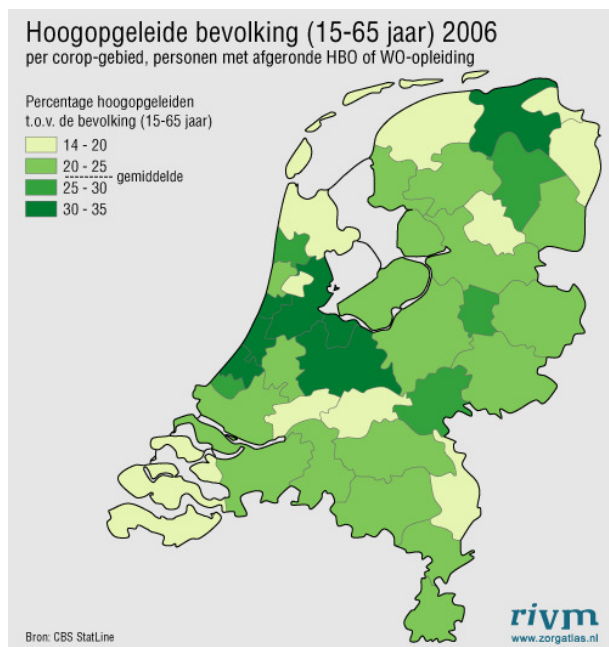 Hoogopgeleide bevolking (15-65 jaar) 2006
per corop-gebied, personen met afgeronde HBO of WO-opleiding
Percentage hoogopgeleiden
t.o.v. de bevolking (15-65 jaar)
14 - 20
20 - 25
gemiddelde
25 - 30
30 - 35
Bron: CBS StatLine
rivm
www.zorgatlas.nl